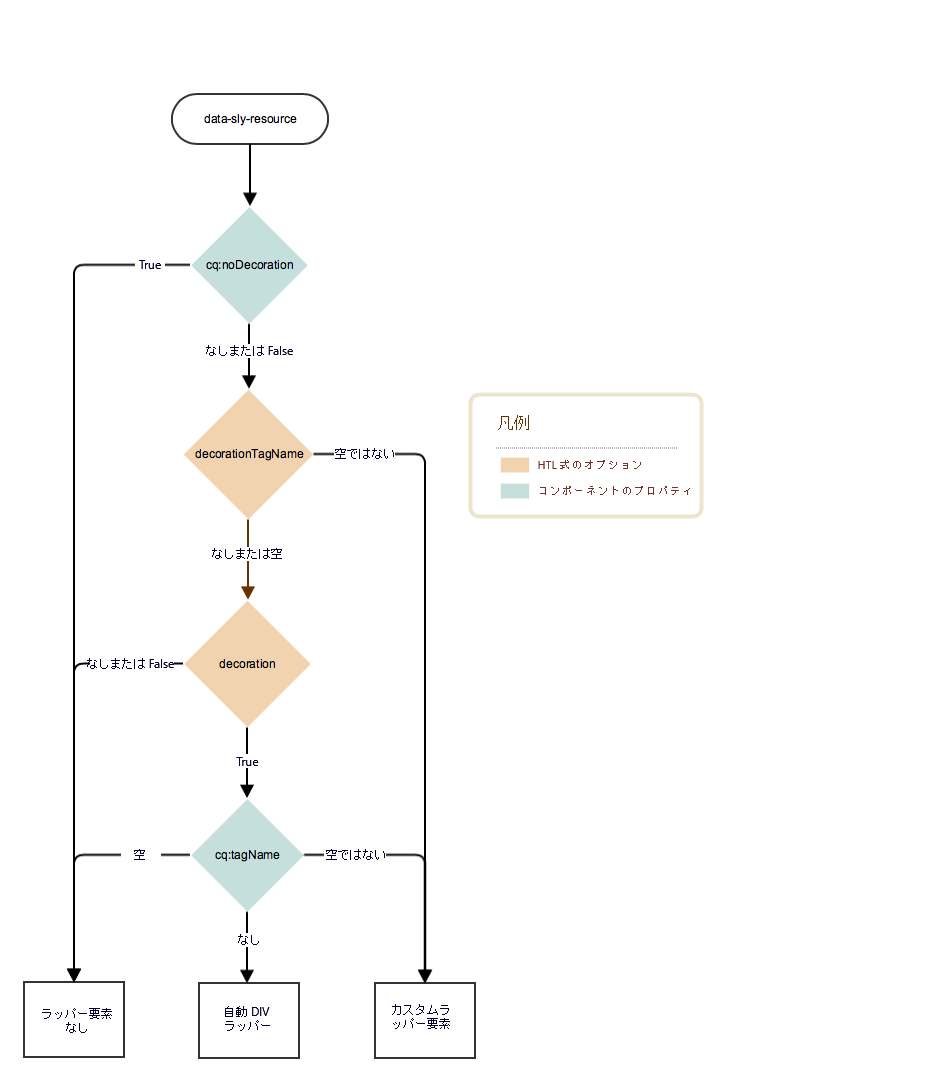 data-sly-resource
cq:noDecoration
True
なしまたは False
decorationTagName
空ではない
凡例
HTL 式のオプション
コンポーネントのプロパティ
なしまたは空
decoration
なしまたは False
True
cq:tagName
空
空ではない
なし
ラッパー要素
なし
自動 DIV
ラッパー
カスタムラ
ッパー要素